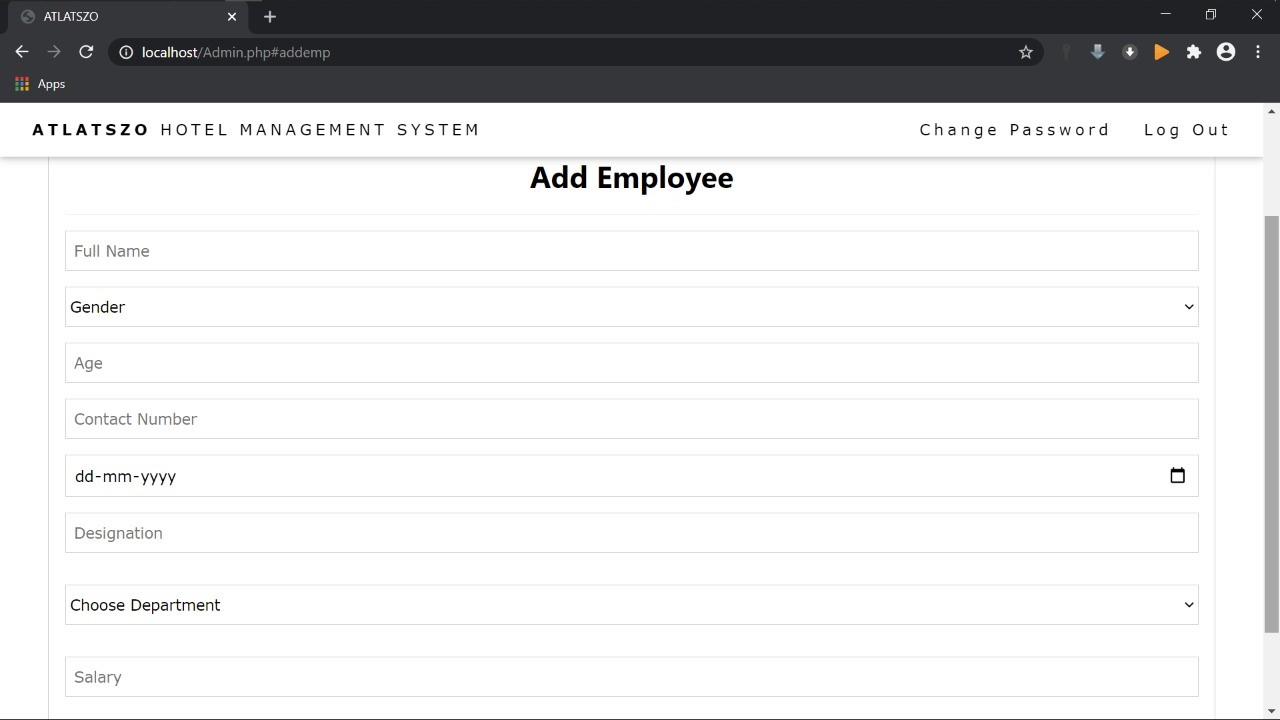 ATLATSZO
localhost/Admin.php#addemp
Apps
ATLATSZO HOTEL MANAGEMENT SYSTEM
Change Password
Log Out
Add Employee
Full Name
Gender
Age
Contact Number
dd-mm-yyyy
Designation
Choose Department
Salary